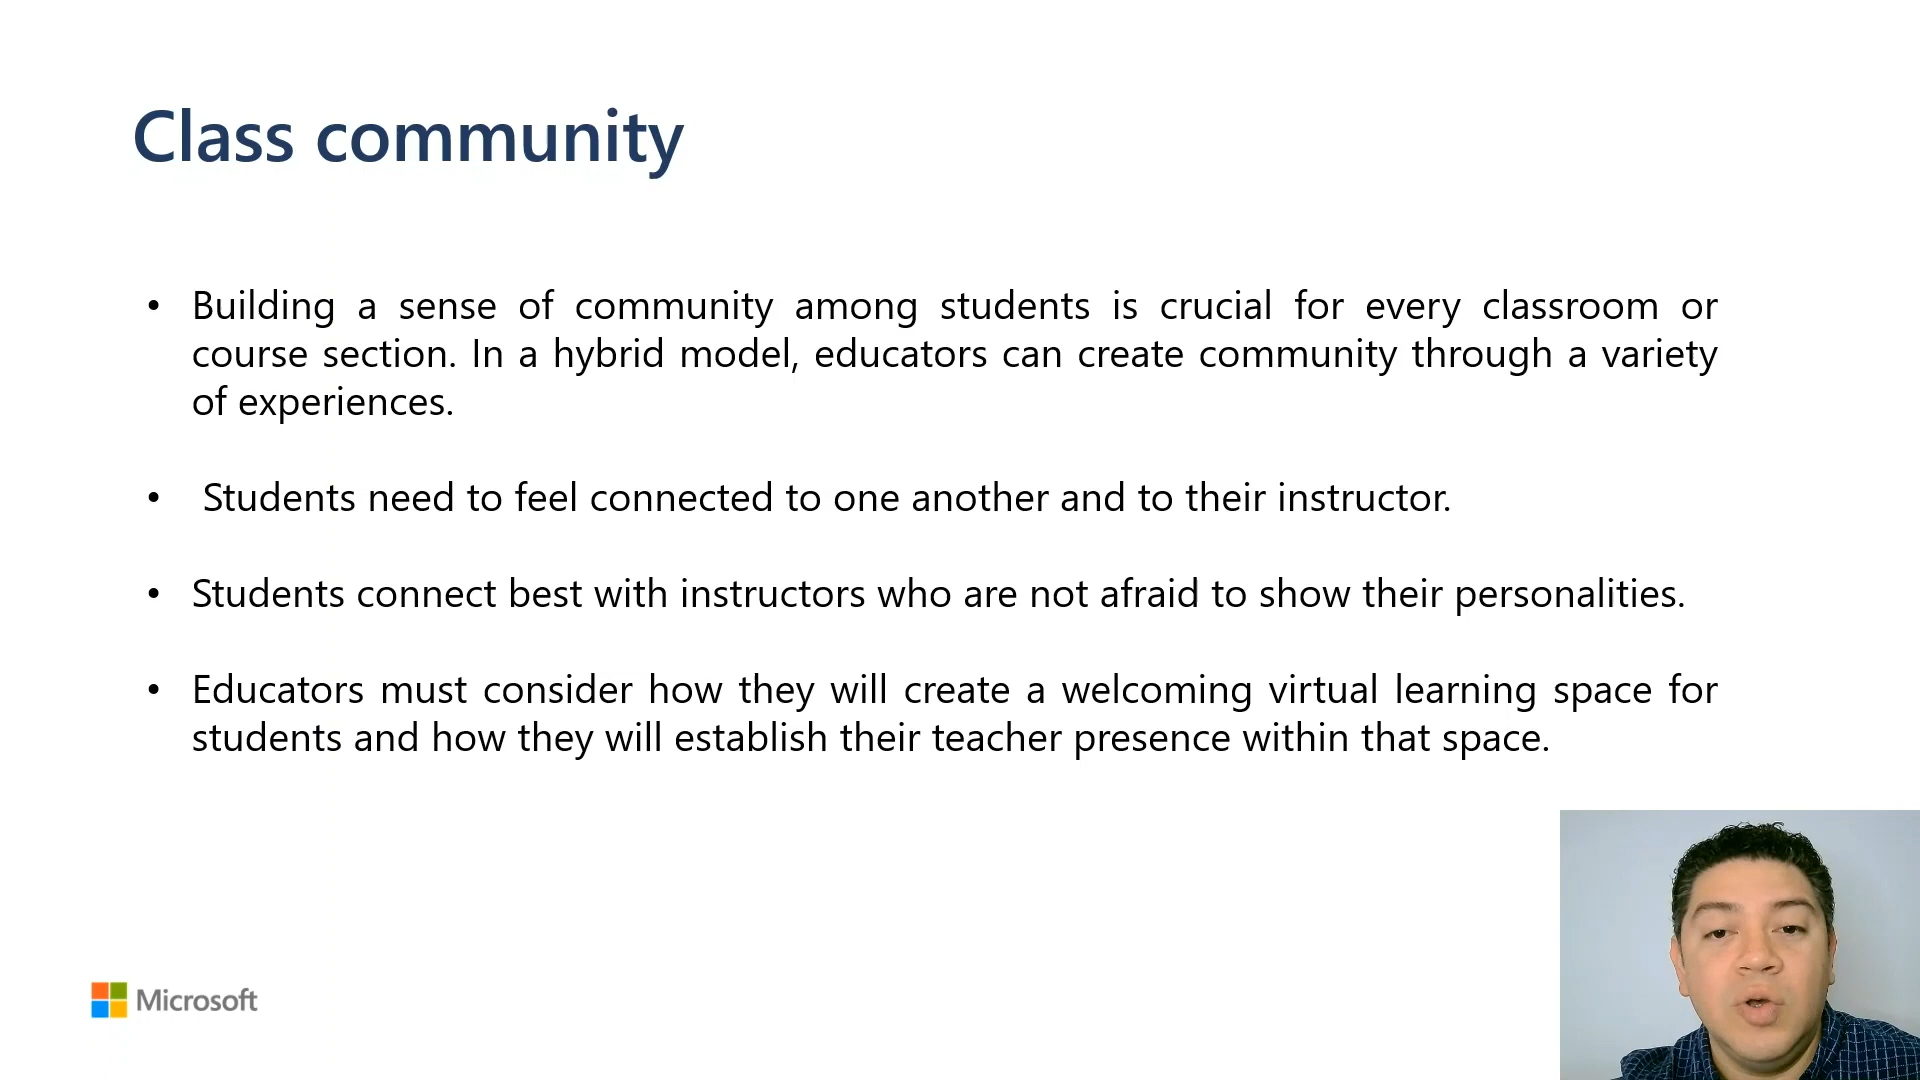 Class community
• Building a sense of community among students is crucial for every classroom or
course section. In a hybrid model, educators can create community through a variety
of experiences.
• Students need to feel connected to one another and to their instructor.
• Students connect best with instructors who are not afraid to show their personalities.
• Educators must consider how they will create a welcoming virtual learning space for
students and how they will establish their teacher presence within that space.
Microsoft